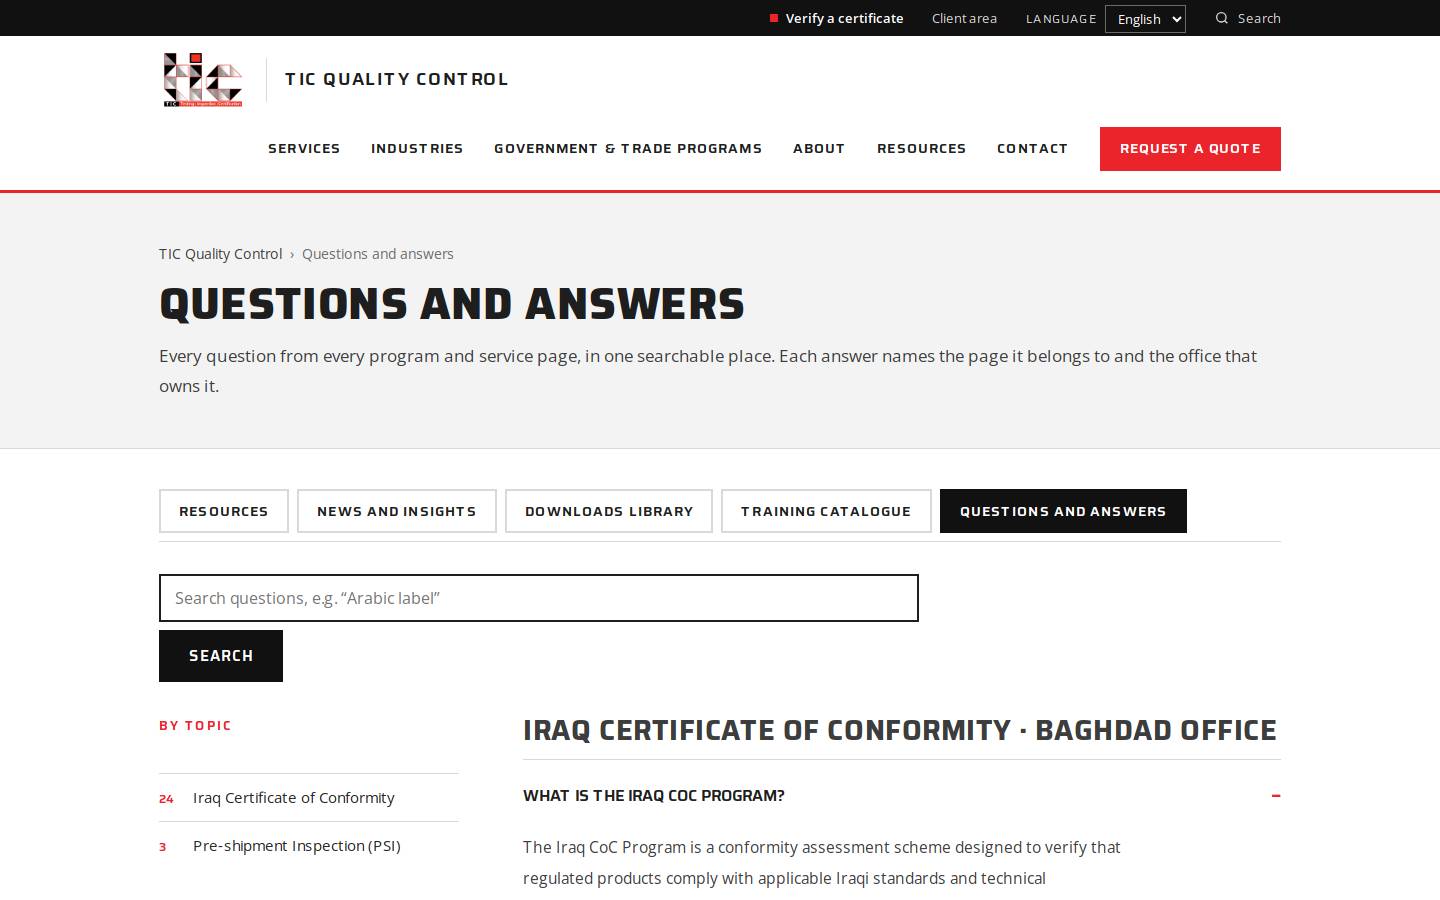 Verify a certificate
Client area
LANGUAGE
English
Search
TIC
TIC QUALITY CONTROL
SERVICES
INDUSTRIES
GOVERNMENT & TRADE PROGRAMS
ABOUT
RESOURCES
CONTACT
REQUEST A QUOTE
TIC Quality Control › Questions and answers
QUESTIONS AND ANSWERS
Every question from every program and service page, in one searchable place. Each answer names the page it belongs to and the office that
owns it.
RESOURCES
NEWS AND INSIGHTS
DOWNLOADS LIBRARY
TRAINING CATALOGUE
QUESTIONS AND ANSWERS
Search questions, e.g. “Arabic label”
SEARCH
BY TOPIC
24 Iraq Certificate of Conformity
3 Pre-shipment Inspection (PSI)
IRAQ CERTIFICATE OF CONFORMITY · BAGHDAD OFFICE
WHAT IS THE IRAQ COC PROGRAM? –
The Iraq CoC Program is a conformity assessment scheme designed to verify that
regulated products comply with applicable Iraqi standards and technical